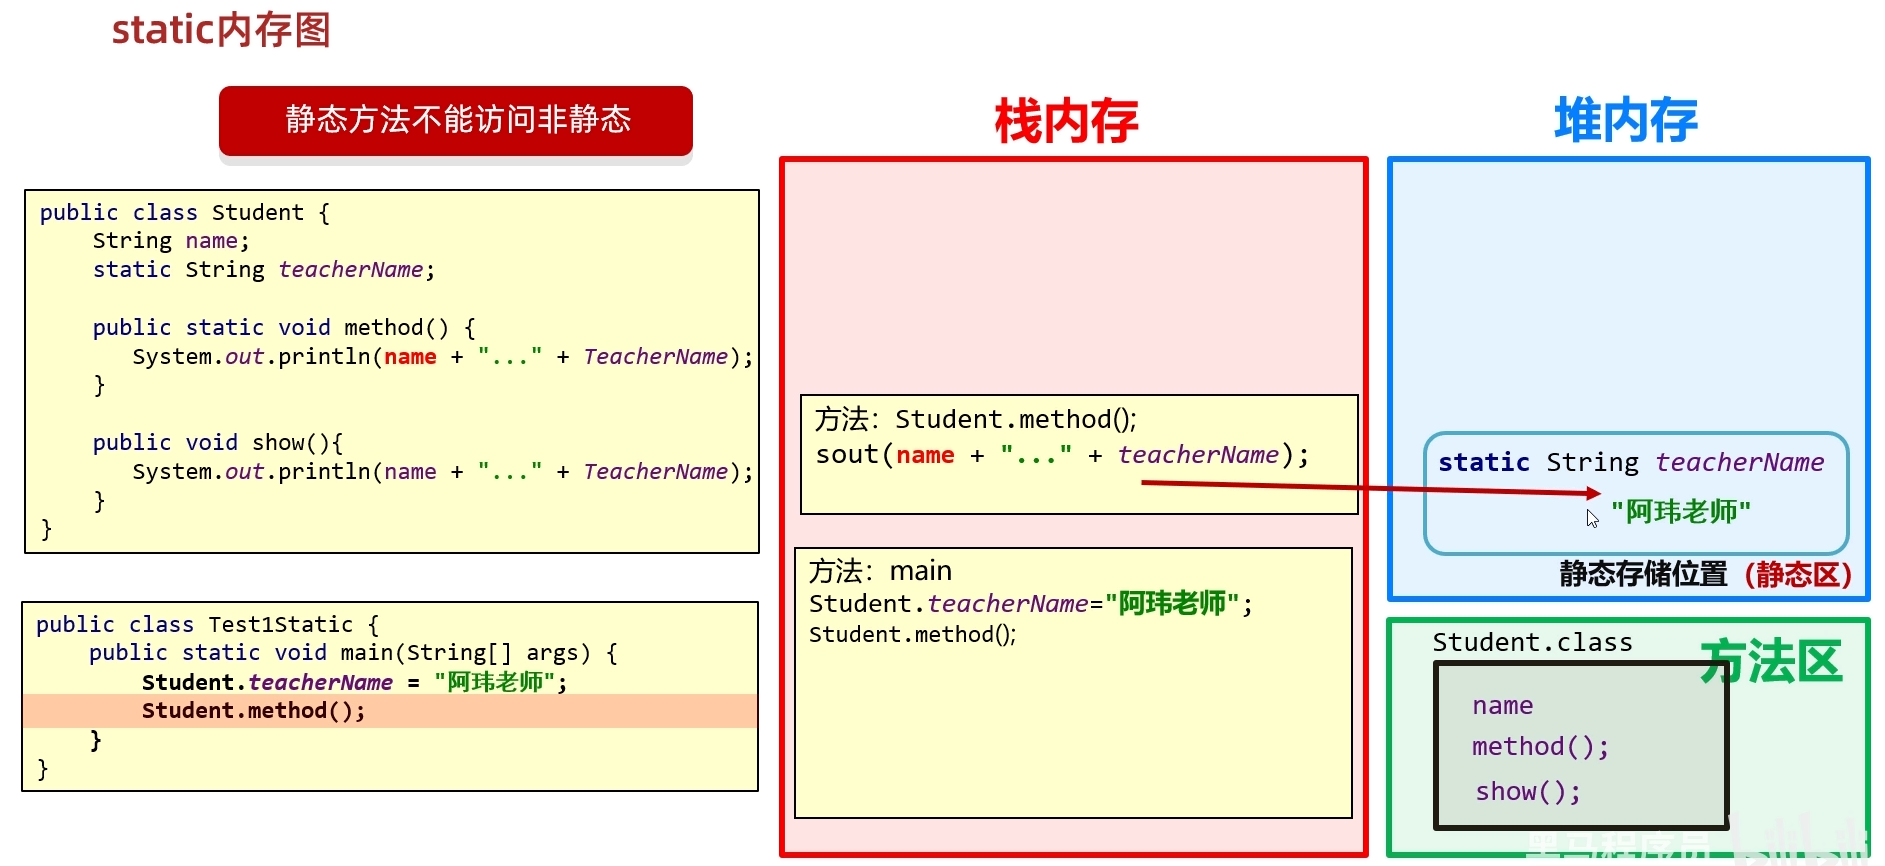 static内存图
静态方法不能访问非静态
public class Student {
String name;
static String teacherName;
public static void method() {
System.out.println(name + "..." + TeacherName);
}
public void show(){
System.out.println(name + "..." + TeacherName);
}
}
public class Test1Static {
public static void main(String[] args) {
Student.teacherName = "阿玮老师";
Student.method();
}
}
栈内存
方法：Student.method();
sout(name + "..." + teacherName);
方法：main
Student.teacherName="阿玮老师";
Student.method();
堆内存
static String teacherName
"阿玮老师"
静态存储位置（静态区）
Student.class
方法区
name
method();
show();
黑马程序员